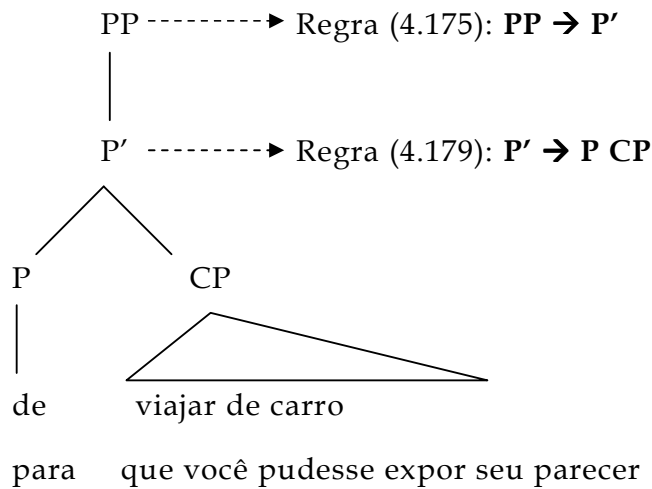 PP Regra (4.175): PP → P’
P’ Regra (4.179): P’ → P CP
P CP
de viajar de carro
para que você pudesse expor seu parecer